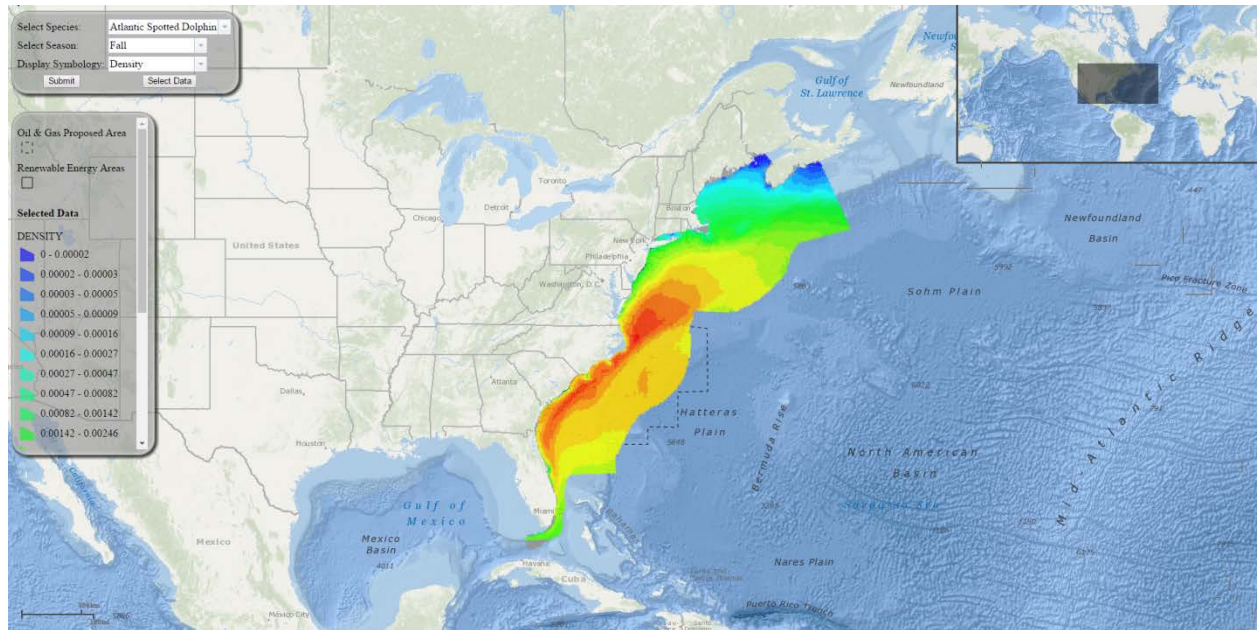 Select Species: Atlantic Spotted Dolphin
Select Season: Fall
Display Symbology: Density
Submit Select Data
Oil & Gas Proposed Area
Renewable Energy Areas
Selected Data
DENSITY
0 - 0.00002
0.00002 - 0.00003
0.00003 - 0.00005
0.00005 - 0.00009
0.00009 - 0.00016
0.00016 - 0.00027
0.00027 - 0.00047
0.00047 - 0.00082
0.00082 - 0.00142
0.00142 - 0.00246
Gulf of
St. Lawrence
Newfoundland
Toronto
Detroit
Chicago
Boston
New York
Philadelphia
Washington, D.C.
United States
Newfoundland
Basin
Sohm Plain
Pico Fracture Zone
Mid Atlantic Ridge
Atlanta
Dallas
Houston
Hatteras
Plain
5648
Bermuda Rise
North American
Basin
Sargasso Sea
Gulf of
Mexico
Miami
Bahamas
Mexico
Mexico
Basin
4011
Havana
Cuba
Nares Plain
Puerto Rico Trench
Mexico City